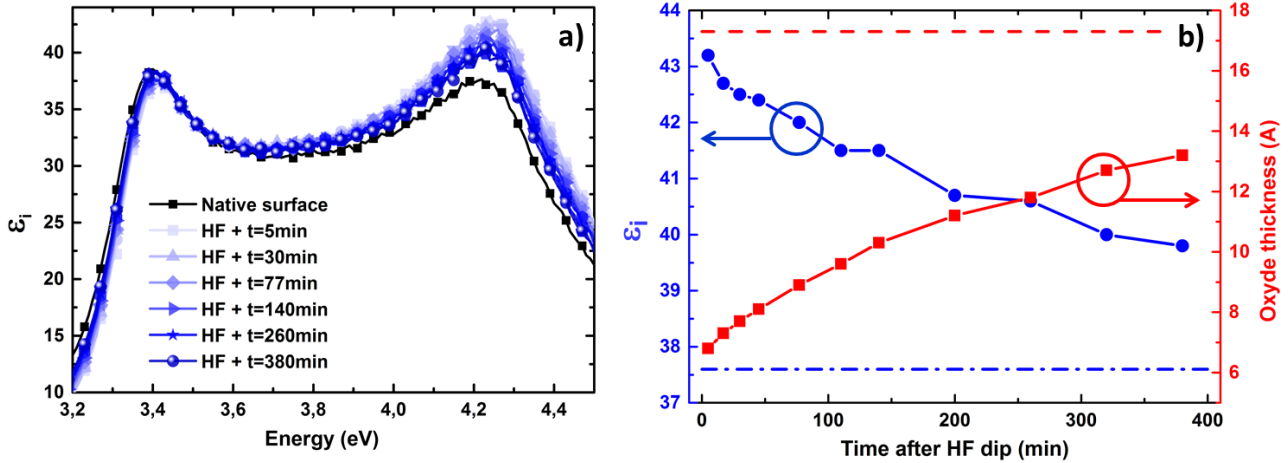 a)
40
35
30
25
20
15
10
εi
Native surface
HF + t=5min
HF + t=30min
HF + t=77min
HF + t=140min
HF + t=260min
HF + t=380min
3,2
3,4
3,6
3,8
4,0
4,2
4,4
Energy (eV)
b)
44
43
42
41
40
39
38
37
εi
18
16
14
12
10
8
6
Oxyde thickness (A)
0
100
200
300
400
Time after HF dip (min)